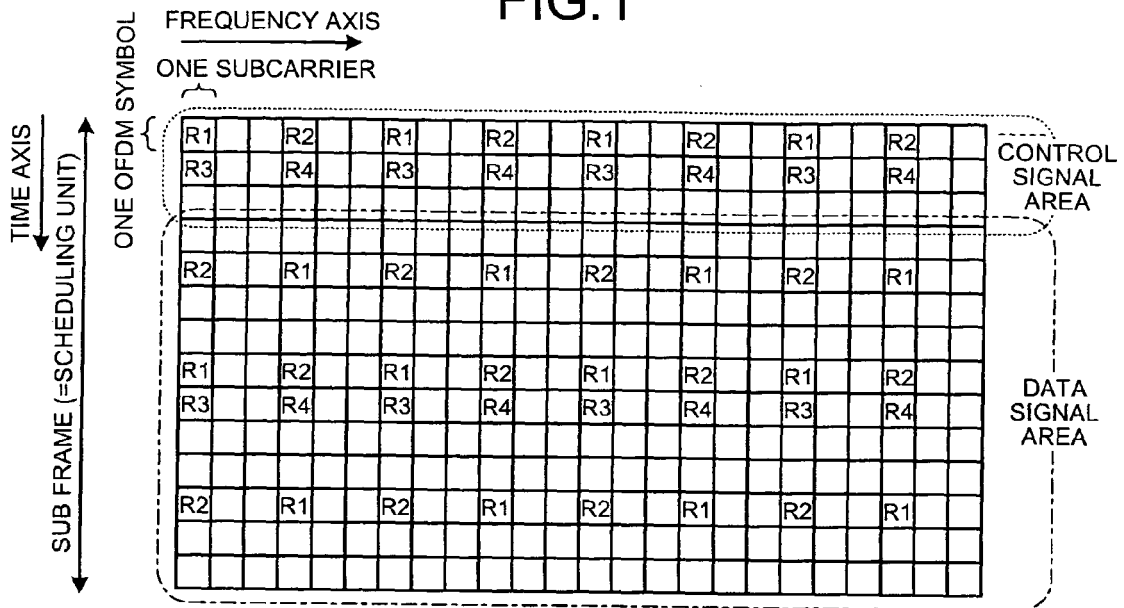 FIG.1
FREQUENCY AXIS
ONE SUBCARRIER
ONE OFDM SYMBOL
TIME AXIS
SUB FRAME (=SCHEDULING UNIT)
R1 R2 R1 R2 R1 R2 R1 R2
R3 R4 R3 R4 R3 R4 R3 R4
CONTROL
SIGNAL
AREA
R2 R1 R2 R1 R2 R1 R2 R1
R1 R2 R1 R2 R1 R2 R1 R2
R3 R4 R3 R4 R3 R4 R3 R4
DATA
SIGNAL
AREA
R2 R1 R2 R1 R2 R1 R2 R1